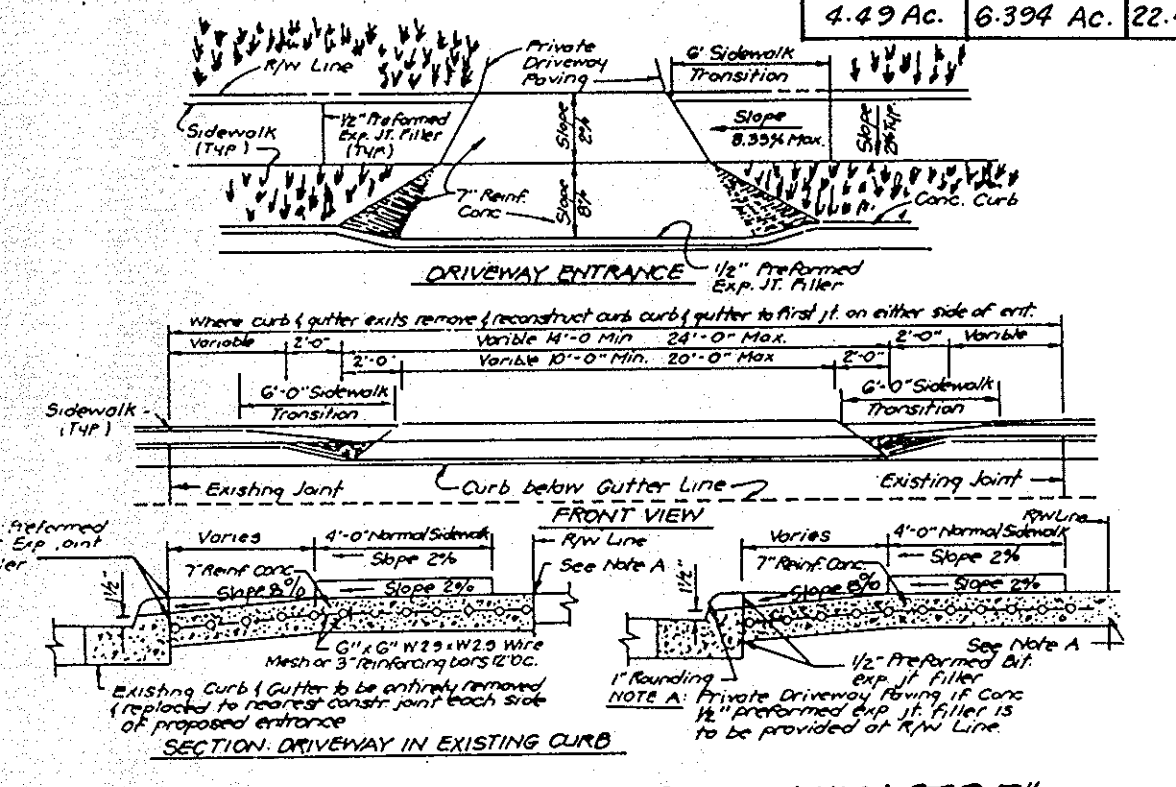 4.49 Ac. 6.394 Ac.
Private
Driveway
Paving
6' Sidewalk
Transition
R/W Line
Sidewalk
(TYP)
1/2" Preformed
Exp. JT. Filler
(TYP)
Slope
2%
Slope
8.33% Max.
Slope
2% Typ.
7" Reinf.
Conc
Slope
8%
Conc. Curb
DRIVEWAY ENTRANCE
1/2" Preformed
Exp. JT. Filler
Where curb & gutter exits remove & reconstruct curb curb & gutter to first jt. on either side of ent.
Variable 2'-0" Varible 14'-0 Min 24'-0" Max. 2'-0" Varible
2'-0" Varible 10'-0" Min. 20'-0" Max 2'-0"
6'-0" Sidewalk
Transition
6'-0" Sidewalk
Transition
Sidewalk
(TYP)
Existing Joint
Curb below Gutter Line
Existing Joint
FRONT VIEW
Preformed
Exp
Varies
4'-0" Normal Sidewalk
Slope 2%
R/W Line
See Note A
7" Reinf Conc
Slope 8%
Slope 2%
1 1/2"
6" x 6" W2.9 x W2.9 Wire
Mesh or 3" reinforcing bars 12" O.C.
Existing Curb & Gutter to be entirely removed
& replaced to nearest constr. joint each side
of proposed entrance
SECTION: DRIVEWAY IN EXISTING CURB
R/W Line
Varies
4'-0" Normal Sidewalk
Slope 2%
7" Reinf. Conc
Slope 8%
Slope 2%
1 1/2"
See Note A
1/2" Preformed Bit.
exp. jt filler
1" Rounding
NOTE A: Private Driveway Paving if Conc
1/2" preformed exp jt. filler is
to be provided at R/W Line.